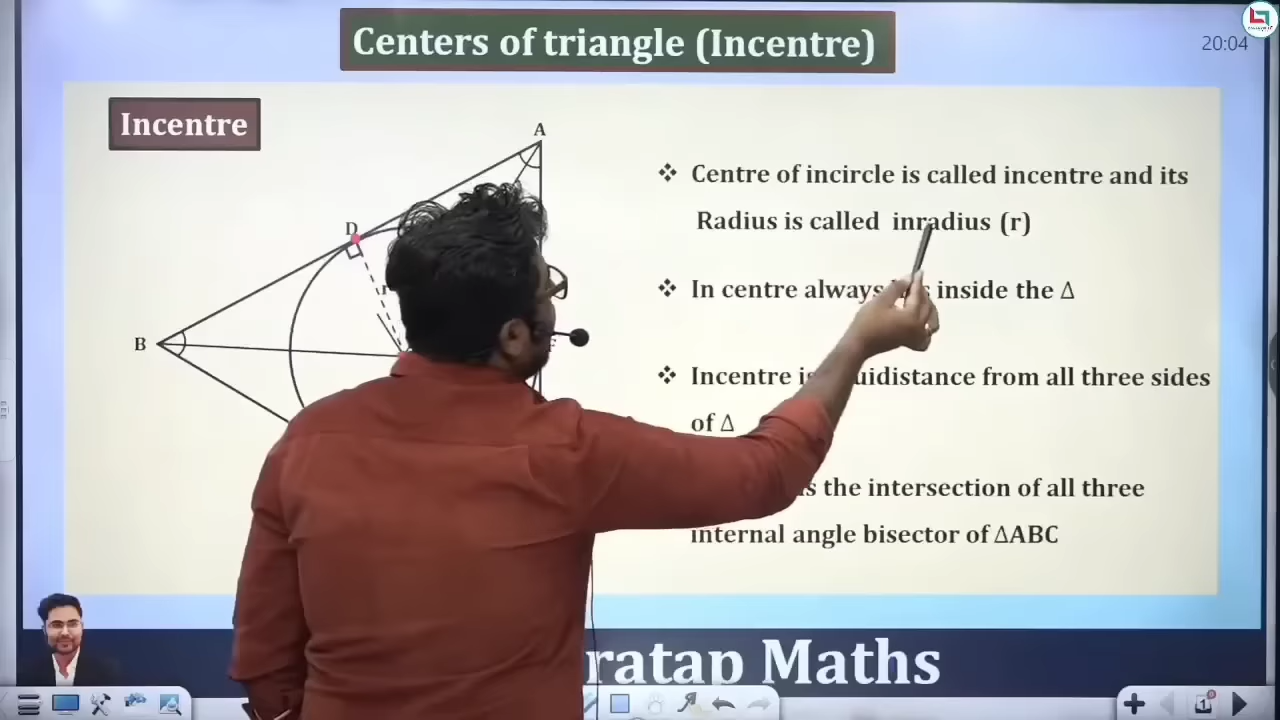 Centers of triangle (Incentre)
20:04
Incentre
A
D
B
Centre of incircle is called incentre and its
Radius is called inradius (r)
In centre always inside the Δ
Incentre from all three sides
of Δ
the intersection of all three
internal angle bisector of ΔABC
Maths